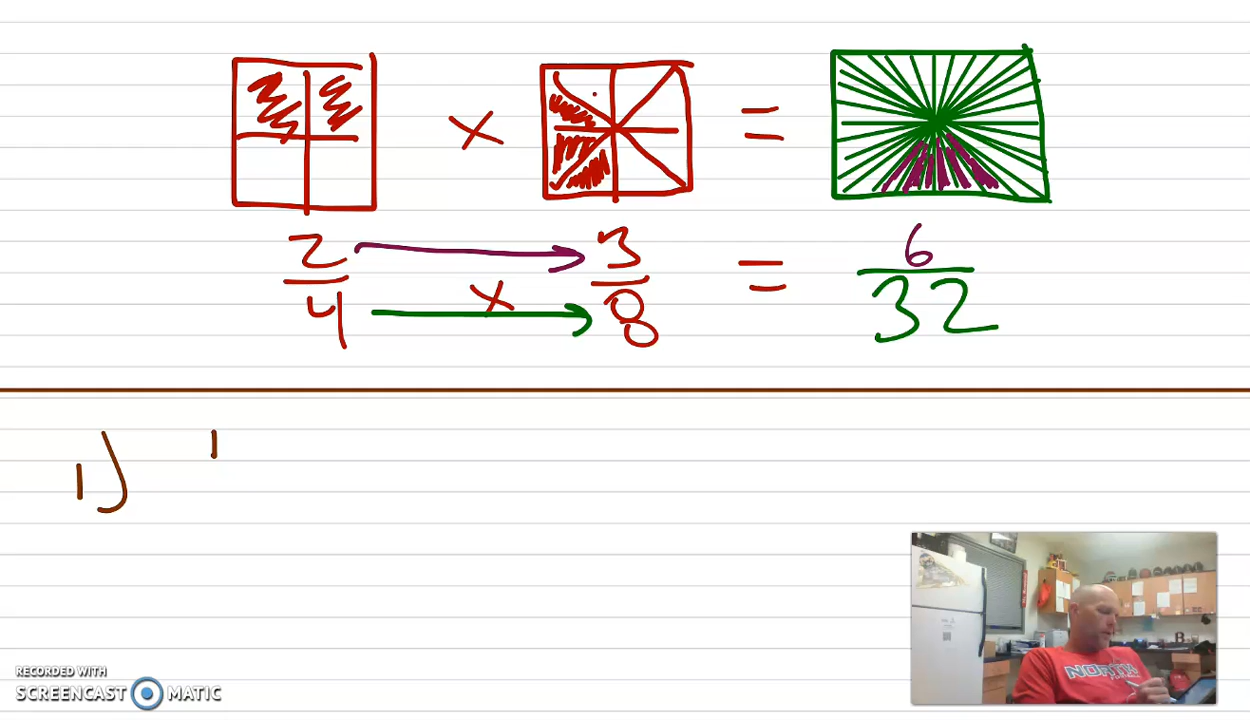 × =
2/4 × 3/8 = 6/32
1) 1
NORTH
RECORDED WITH
SCREENCAST MATIC